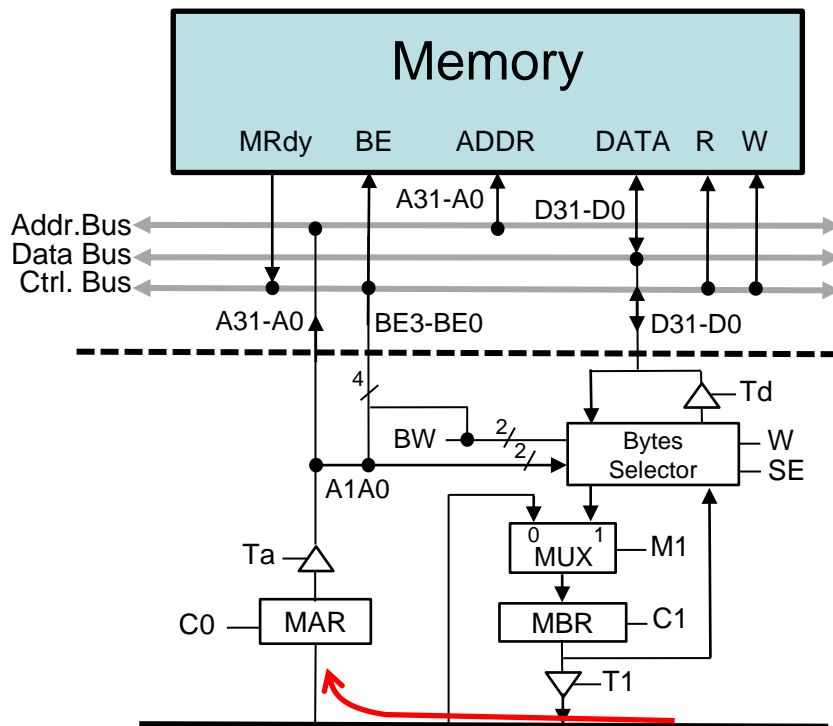 Memory
MRdy BE ADDR DATA R W
A31-A0 D31-D0
Addr.Bus
Data Bus
Ctrl. Bus
A31-A0 BE3-BE0 D31-D0
4
Td
BW 2 Bytes Selector W
2 SE
A1A0
0 1
MUX M1
Ta
C0 MAR MBR C1
T1